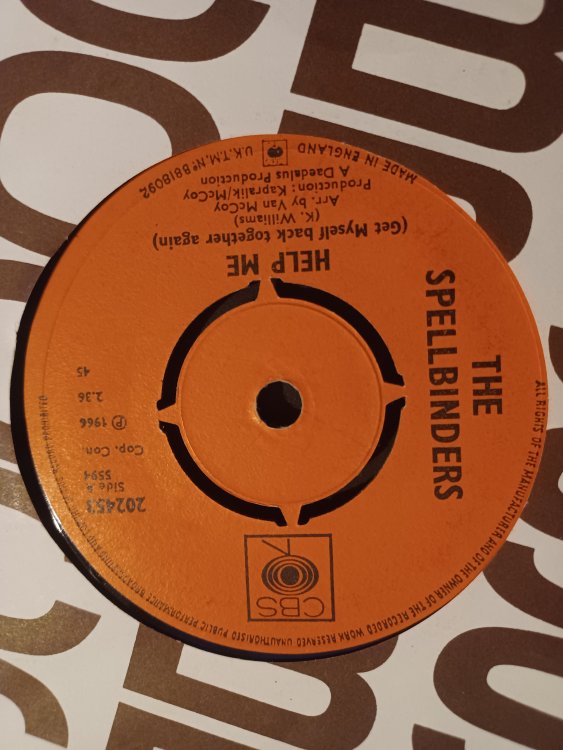 ALL RIGHTS OF THE MANUFACTURER AND OF THE OWNER OF THE RECORDED WORK RESERVED UNAUTHORISED PUBLIC PERFORMANCE BROADCASTING
CBS
202453
5594
Side A
Cop. Con.
℗ 1966
2.36
45
THE
SPELLBINDERS
HELP ME
(Get Myself back together again)
(K. Williams)
Arr. by Van McCoy
Production: Kapralik/McCoy
A Daedalus Production
U.K.T.M. Nº B818092
MADE IN ENGLAND